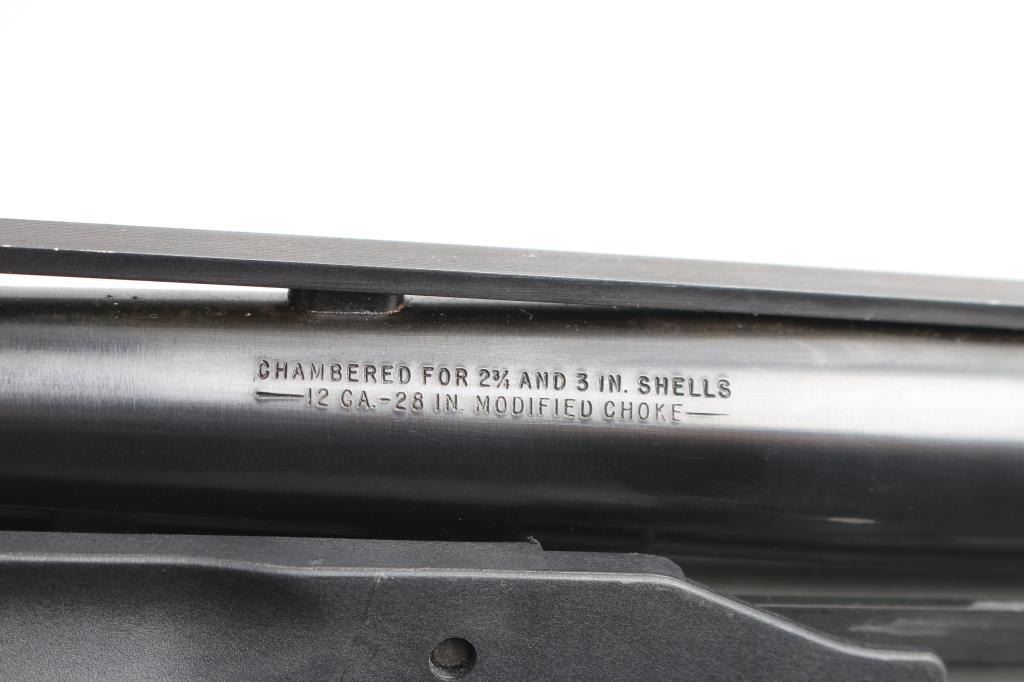 CHAMBERED FOR 2¾ AND 3 IN. SHELLS
—12 GA.-28 IN. MODIFIED CHOKE—